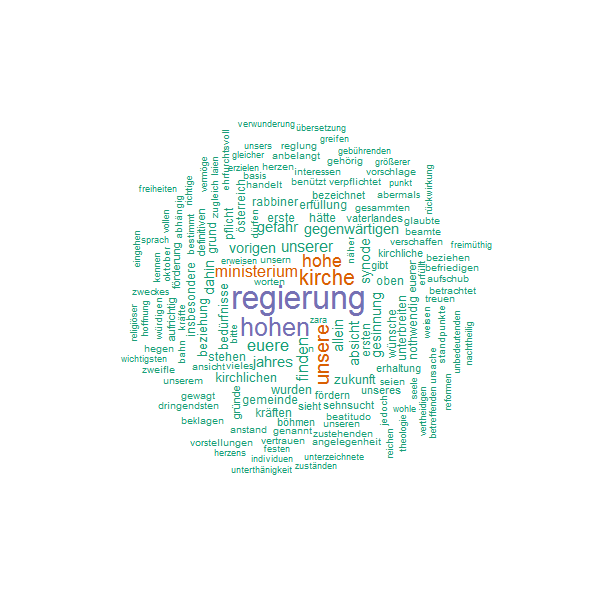 verwunderung
übersetzung
greifen
unsers
reglung
gebührenden
gleicher
anbelangt
gehörig
größerer
erzielen
herzen
interessen
vorschlage
basis
benützt
verpflichtet
punkt
freiheiten
handelt
bezeichnet
abermals
rabbiner
erfüllung
gesammten
erste
hätte
vaterlandes
glaubte
gefahr
gegenwärtigen
beamte
vorigen
unserer
verschaffen
freimüthig
sprach
kirchliche
beziehen
worten
erweisen
unsern
hohe
gibt
befriedigen
ministerium
kirche
oben
aufschub
zweckes
regierung
betrachtet
treuen
religiöser
vermöge
zugleich
laien
ehrfurchtsvoll
richtige
österreich
dürfen
vollen
abhängig
bestimmt
definitiven
pflicht
grund
eingehen
kennen
oktober
förderung
insbesondere
dahin
näher
synode
rückwirkung
erfüllt
euerer
hoffnung
würdigen
aufrichtig
kräfte
beziehung
bedürfnisse
bitte
zara
hohen
unsere
allein
absicht
ersten
gesinnung
wünsche
unterbreiten
nothwendig
weisen
standpunkte
unbedeutenden
nachtheilig
hegen
bahn
euere
finden
wichtigsten
ansicht
vieles
stehen
jahres
erhaltung
zweifle
unserem
kirchlichen
zukunft
seien
gewagt
wurden
fördern
unseres
dringendsten
gründe
gemeinde
sieht
sehnsucht
jedoch
wohle
seele
beklagen
kräften
beatitudo
böhmen
unseren
anstand
genannt
zustehenden
vorstellungen
vertrauen
angelegenheit
herzens
festen
individuen
unterzeichnete
unterthänigkeit
zuständen
reichen
theologie
vertheidigen
betreffenden
ursache
reformen